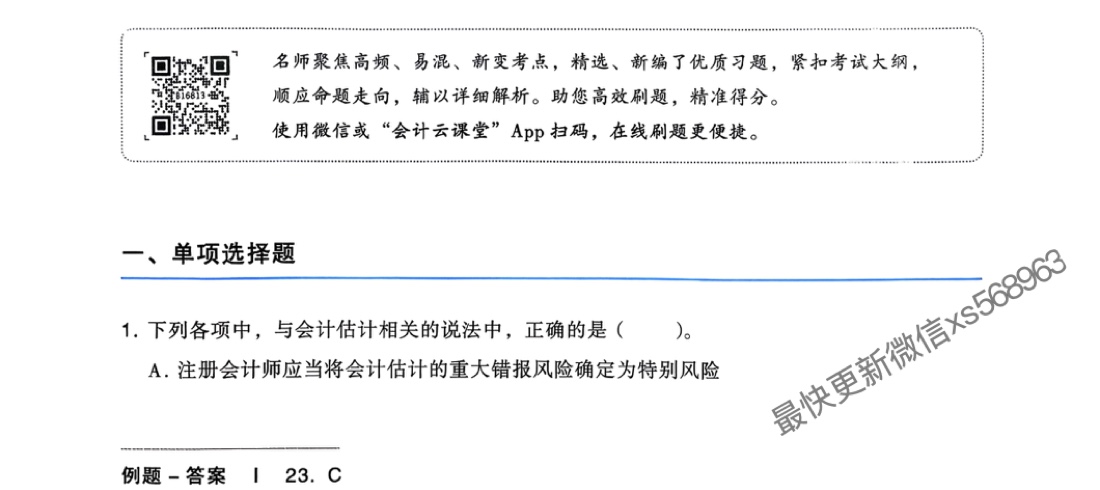 名师聚焦高频、易混、新变考点，精选、新编了优质习题，紧扣考试大纲，
顺应命题走向，辅以详细解析。助您高效刷题，精准得分。
使用微信或“会计云课堂”App 扫码，在线刷题更便捷。
一、单项选择题
1. 下列各项中，与会计估计相关的说法中，正确的是（　　）。
A. 注册会计师应当将会计估计的重大错报风险确定为特别风险
最快更新微信xs568963
例题 – 答案 | 23. C